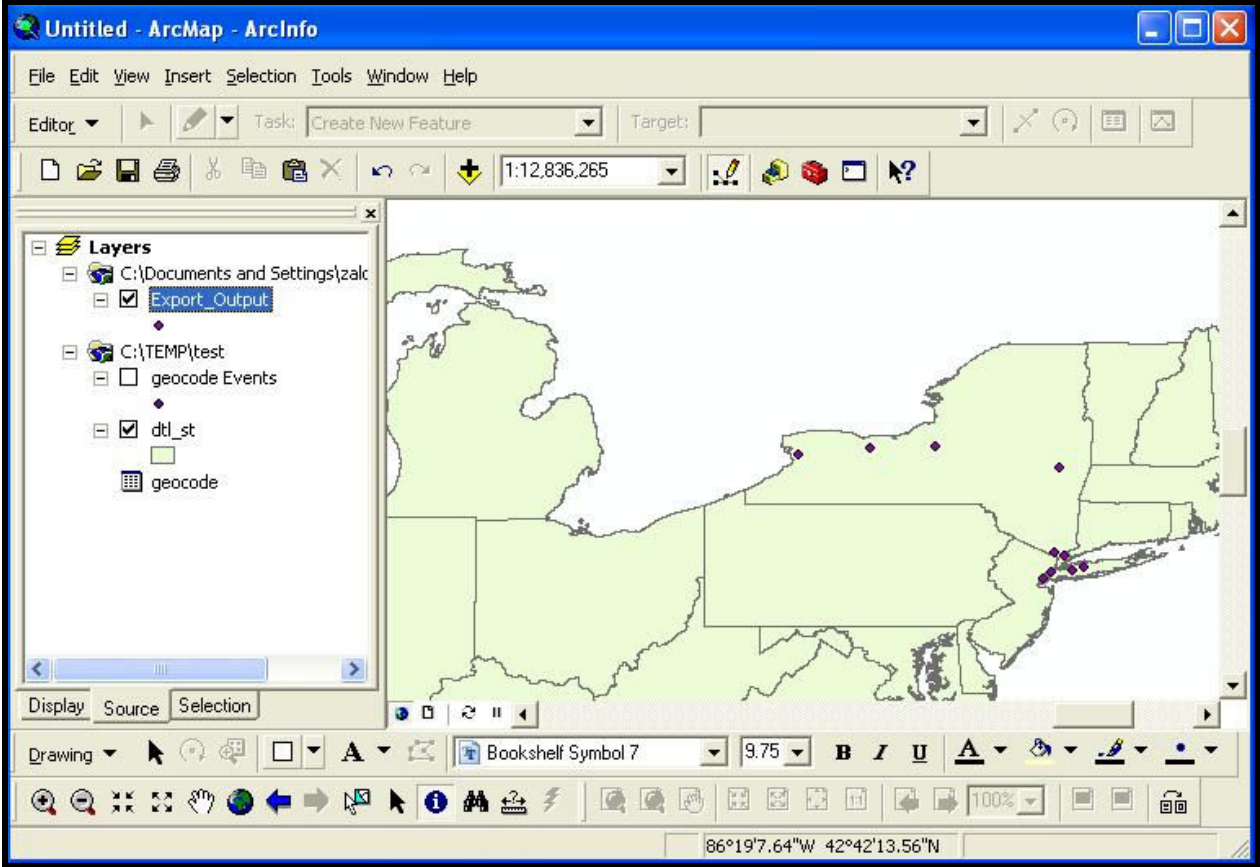 Untitled - ArcMap - ArcInfo
File Edit View Insert Selection Tools Window Help
Editor Task: Create New Feature Target:
1:12,836,265
Layers
C:\Documents and Settings\zalc
Export_Output
C:\TEMP\test
geocode Events
dtl_st
geocode
Display Source Selection
Drawing A Bookshelf Symbol 7 9.75 B I U A
1:1 100%
86°19'7.64"W 42°42'13.56"N